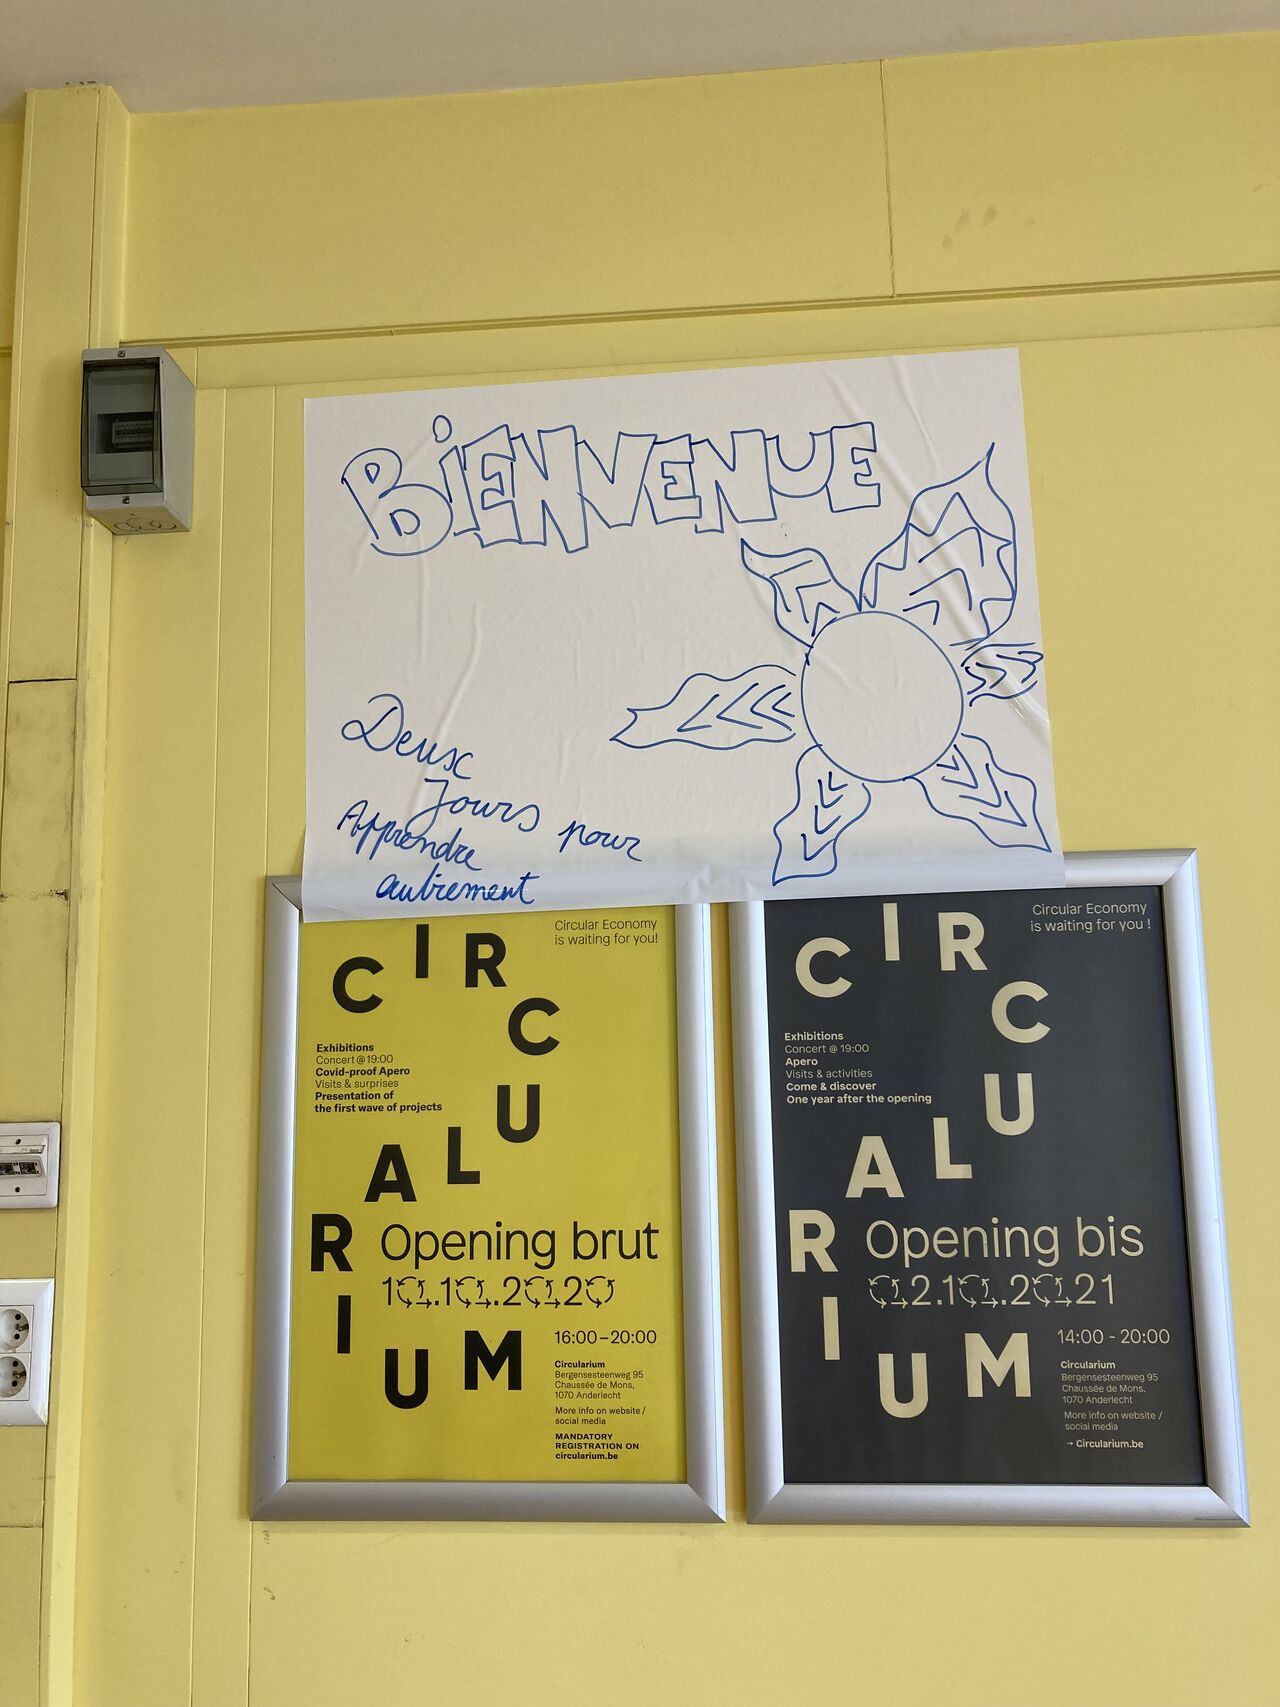 BiENVENUE
Deux
Jours pour
Apprendre
autrement
Circular Economy
is waiting for you!
CIRCULARIUM
Exhibitions
Concert @ 19:00
Covid-proof Apero
Visits & surprises
Presentation of
the first wave of projects
Opening brut
10.10.2020
16:00–20:00
Circularium
Bergensesteenweg 95
Chaussée de Mons,
1070 Anderlecht
More info on website /
social media
MANDATORY
REGISTRATION ON
circularium.be
Circular Economy
is waiting for you !
CIRCULARIUM
Exhibitions
Concert @ 19:00
Apero
Visits & activities
Come & discover
One year after the opening
Opening bis
02.10.2021
14:00 - 20:00
Circularium
Bergensesteenweg 95
Chaussée de Mons,
1070 Anderlecht
More info on website /
social media
→ Circularium.be